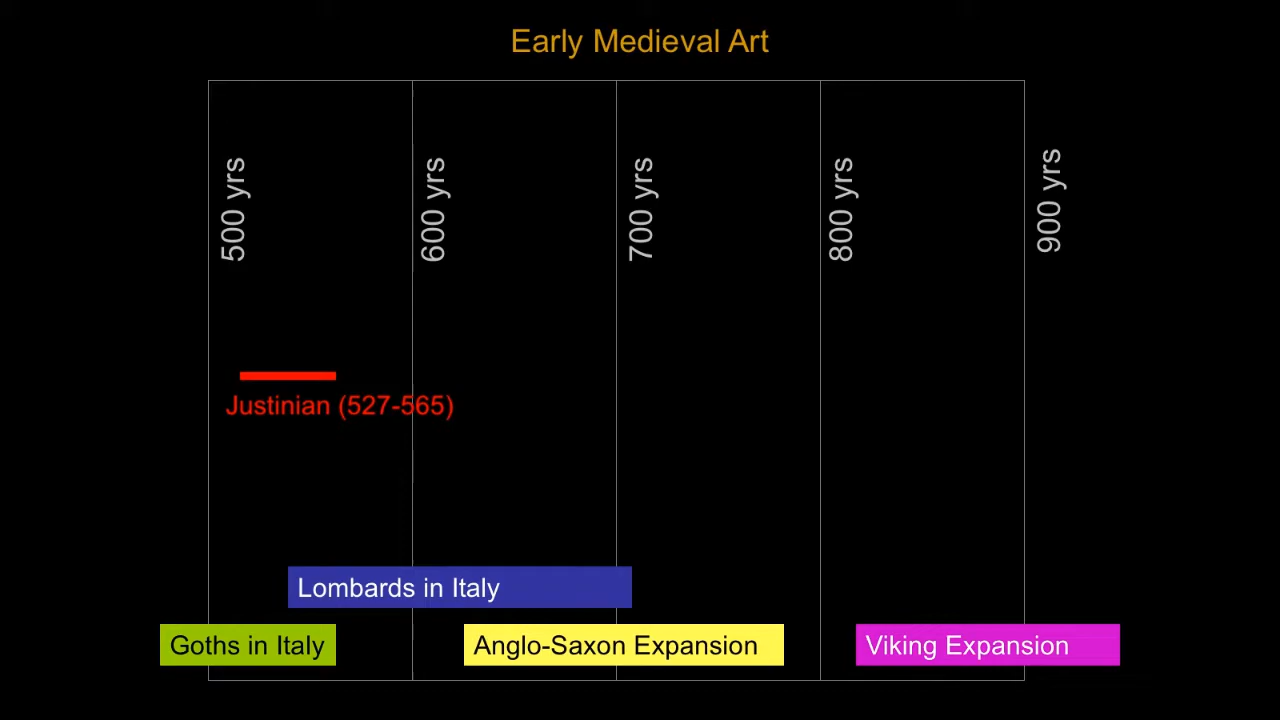 Early Medieval Art
500 yrs
600 yrs
700 yrs
800 yrs
900 yrs
Justinian (527-565)
Lombards in Italy
Goths in Italy
Anglo-Saxon Expansion
Viking Expansion